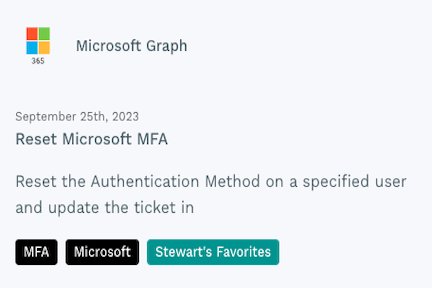 365
Microsoft Graph
September 25th, 2023
Reset Microsoft MFA
Reset the Authentication Method on a specified user
and update the ticket in
MFA Microsoft Stewart's Favorites